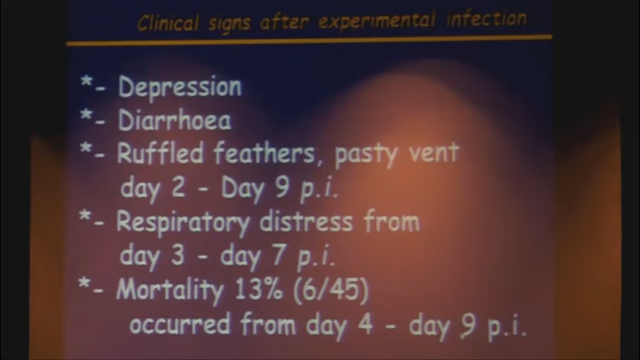 Clinical signs after experimental infection
*- Depression
*- Diarrhoea
*- Ruffled feathers, pasty vent
day 2 - Day 9 p.i.
*- Respiratory distress from
day 3 - day 7 p.i.
*- Mortality 13% (6/45)
occurred from day 4 - day 9 p.i.